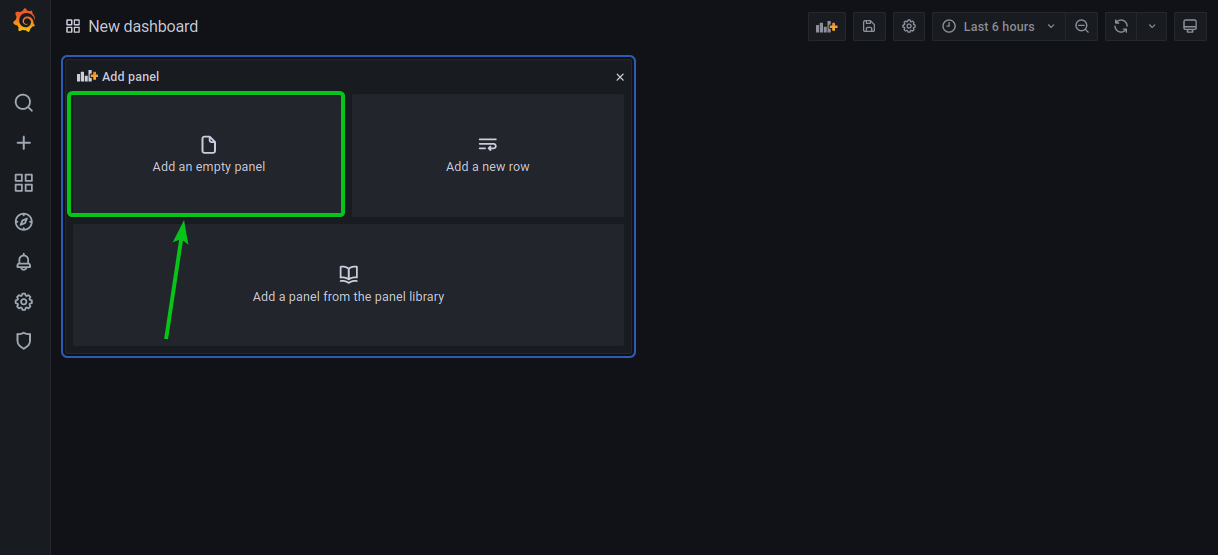 New dashboard
Last 6 hours
Add panel
Add an empty panel
Add a new row
Add a panel from the panel library